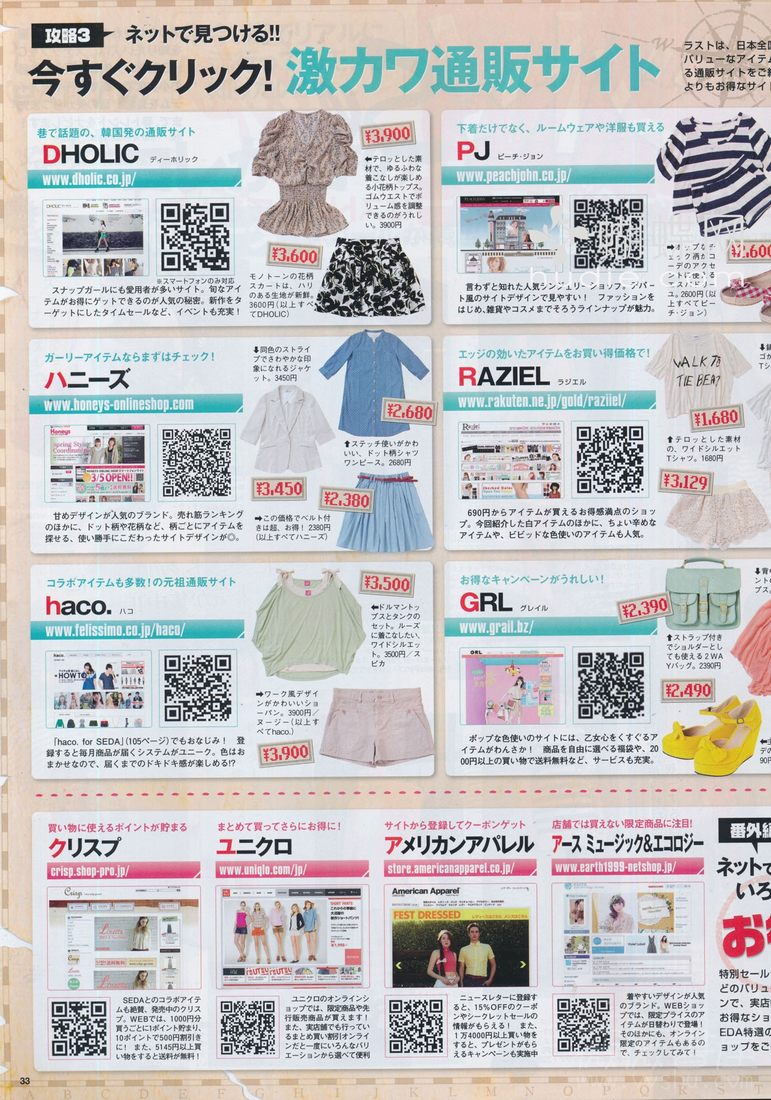 攻略3
ネットで見つける!!
今すぐクリック! 激カワ通販サイト
ラストは、日本全国
バリューなアイテム
る通販サイトをご紹
よりもお得なサイト
巷で話題の、韓国発の通販サイト
DHOLIC ディーホリック
www.dholic.co.jp/
※スマートフォンのみ対応
スナップガールにも愛用者が多いサイト。旬なアイ
テムがお得にゲットできるのが人気の秘密。新作をタ
ーゲットにしたタイムセールなど、イベントも充実!
¥3,900
←テロッとした素
材で、ゆるふわな
着こなしが楽しめ
る小花柄トップス。
ゴムウエストでボ
リューム感を調整
できるのがうれし
い。3900円
¥3,600
モノトーンの花柄
スカートは、ハリ
のある生地が新鮮。
3600円(以上すべ
てDHOLIC)
下着だけでなく、ルームウェアや洋服も買える
PJ ピーチ・ジョン
www.peachjohn.co.jp/
言わずと知れた人気ランジェリーショップ。デパー
ト風のサイトデザインで見やすい! ファッションを
はじめ、雑貨やコスメまでそろうラインナップが魅力。
¥2,600
ガーリーアイテムならまずはチェック!
ハニーズ
www.honeys-onlineshop.com
Honeys
甘めデザインが人気のブランド。売れ筋ランキング
のほかに、ドット柄や花柄など、柄ごとにアイテムを
探せる、使い勝手にこだわったサイトデザインが◎。
⬇同色のストライ
プでさわやかな印
象になれるジャケ
ット。3450円
¥2,680
⬆ステッチ使いがかわ
いい、ドット柄シャツ
ワンピース。2680円
¥3,450
¥2,380
→この価格でベルト付
きは超、お得! 2380円
(以上すべてハニーズ)
エッジの効いたアイテムをお買い得価格で!
RAZIEL ラジエル
www.rakuten.ne.jp/gold/raziel/
690円からアイテムが買えるお得感満点のショッ
プ。今回紹介した白アイテムのほかに、ちょい辛めな
アイテムや、ビビッドな色使いのアイテムも人気。
WALK TO
¥1,680
⬆テロッとした素材
の、ワイドシルエット
Tシャツ。1680円
¥3,129
コラボアイテムも多数!の元祖通販サイト
haco. ハコ
www.felissimo.co.jp/haco/
haco.
「haco. for SEDA」(105ページ)でもおなじみ! 登
録すると毎月商品が届くシステムがユニーク。色はお
まかせなので、届くまでのドキドキ感が楽しめる!?
¥3,500
←ドルマントッ
プスとタンクの
セット。ルーズ
に着こなしたい、
ワイドシルエッ
ト。3500円/ス
ピカ
→ワーク風デザイ
ンがかわいいショ
ーパン。3900円/
ヌージー(以上す
べてhaco.)
¥3,900
お得なキャンペーンがうれしい!
GRL グレイル
www.grail.bz/
GRL
ポップな色使いのサイトには、乙女心をくすぐるア
イテムがわんさか! 商品を自由に選べる福袋や、20
00円以上の買い物で送料無料など、サービスも充実。
¥2,390
⬆ストラップ付き
でショルダーとし
ても使える2WA
Yバッグ。2390円
¥2,490
買い物に使えるポイントが貯まる
クリスプ
crisp.shop-pro.jp/
Crisp
SEDAとのコラボアイテ
ムも絶賛、発売中のクリス
プ。WEBでは、1000円分
買うごとに1ポイント貯まり、
10ポイントで500円割引き
に! また、5145円以上買
い物をすると送料が無料!
まとめて買ってさらにお得に!
ユニクロ
www.uniqlo.com/jp/
ユニクロのオンラインシ
ョップでは、限定商品や先
行販売商品が買えます! ま
た、実店舗でも行っている
まとめ買い割引オンライ
ンだと一度にいろんなバリ
エーションから選べて便利
サイトから登録してクーポンゲット
アメリカンアパレル
store.americanapparel.co.jp/
American Apparel
FEST DRESSED
ニュースレターに登録す
ると、15%OFFのクーポ
ンやシークレットセールの
情報がもらえる! また、
1万4000円以上買い物を
すると、プレゼントがもら
えるキャンペーンも実施中
店舗では買えない限定商品に注目!
アース ミュージック&エコロジー
www.earth1999-netshop.jp/
着やすいデザインが人気
のブランド。WEBショッ
プでは、限定プライスのア
イテムが日替わりで登場!
そのほかにも、オンライン
限定のアイテムもあるの
で、チェックしてみて!
番外編
ネットで
いろ
お得
特別セール
どのバリュー
ンで、実店
お得なショ
EDA特選の
ョップをご
33